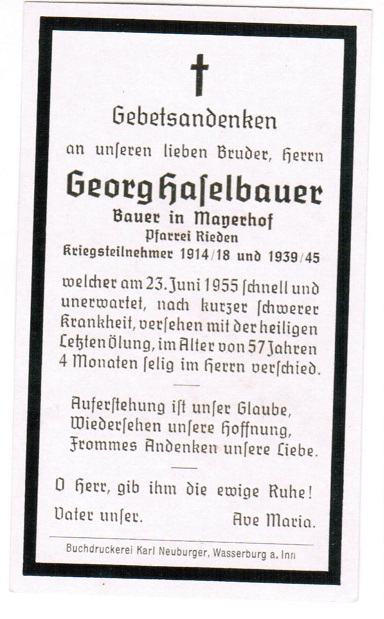 Gebetsandenken
an unſeren lieben Bruder, Herrn
Georg Haſelbauer
Bauer in Mayerhof
Pfarrei Rieden
Kriegsteilnehmer 1914/18 und 1939/45
welcher am 23. Juni 1955 ſchnell und
unerwartet, nach kurzer ſchwerer
Krankheit, verſehen mit der heiligen
Letzten Ölung, im Alter von 57 Jahren
4 Monaten ſelig im Herrn verſchied.
Auferſtehung iſt unſer Glaube,
Wiederſehen unſere Hoffnung,
Frommes Andenken unſere Liebe.
O Herr, gib ihm die ewige Ruhe!
Vater unſer. Ave Maria.
Buchdruckerei Karl Neuburger, Wasserburg a. Inn